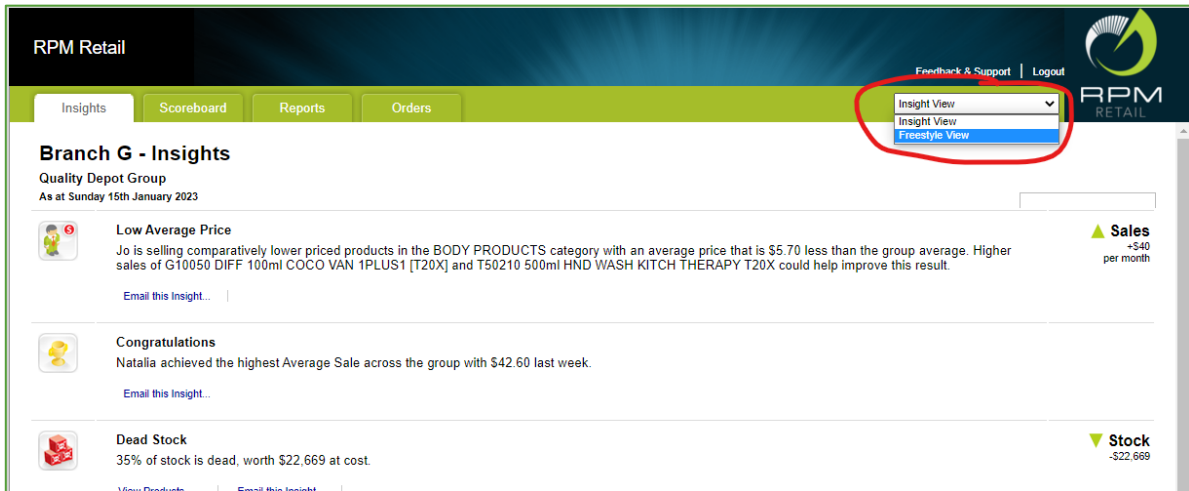 RPM Retail
Feedback & Support | Logout
RPM
RETAIL
Insights
Scoreboard
Reports
Orders
Insight View
Insight View
Freestyle View
Branch G - Insights
Quality Depot Group
As at Sunday 15th January 2023
Low Average Price
Jo is selling comparatively lower priced products in the BODY PRODUCTS category with an average price that is $5.70 less than the group average. Higher
sales of G10050 DIFF 100ml COCO VAN 1PLUS1 [T20X] and T50210 500ml HND WASH KITCH THERAPY T20X could help improve this result.
Sales
+$40
per month
Email this Insight...
Congratulations
Natalia achieved the highest Average Sale across the group with $42.60 last week.
Email this Insight...
Dead Stock
35% of stock is dead, worth $22,669 at cost.
Stock
-$22,669
View Products...
Email this Insight...